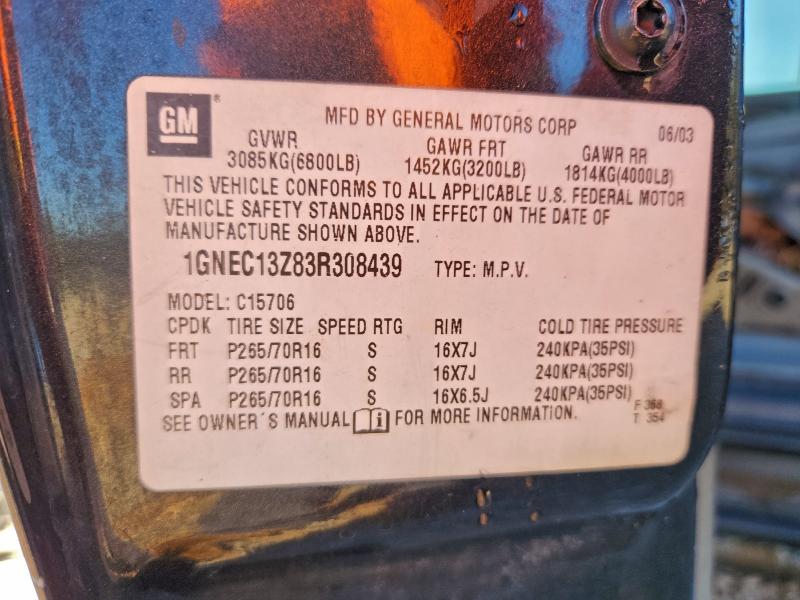 GM
MFD BY GENERAL MOTORS CORP 06/03
GVWR GAWR FRT GAWR RR
3085KG(6800LB) 1452KG(3200LB) 1814KG(4000LB)
THIS VEHICLE CONFORMS TO ALL APPLICABLE U.S. FEDERAL MOTOR
VEHICLE SAFETY STANDARDS IN EFFECT ON THE DATE OF
MANUFACTURE SHOWN ABOVE.
1GNEC13Z83R308439 TYPE: M.P.V.
MODEL: C15706
CPDK TIRE SIZE SPEED RTG RIM COLD TIRE PRESSURE
FRT P265/70R16 S 16X7J 240KPA(35PSI)
RR P265/70R16 S 16X7J 240KPA(35PSI)
SPA P265/70R16 S 16X6.5J 240KPA(35PSI)
SEE OWNER'S MANUAL i FOR MORE INFORMATION.
F 368
T 354